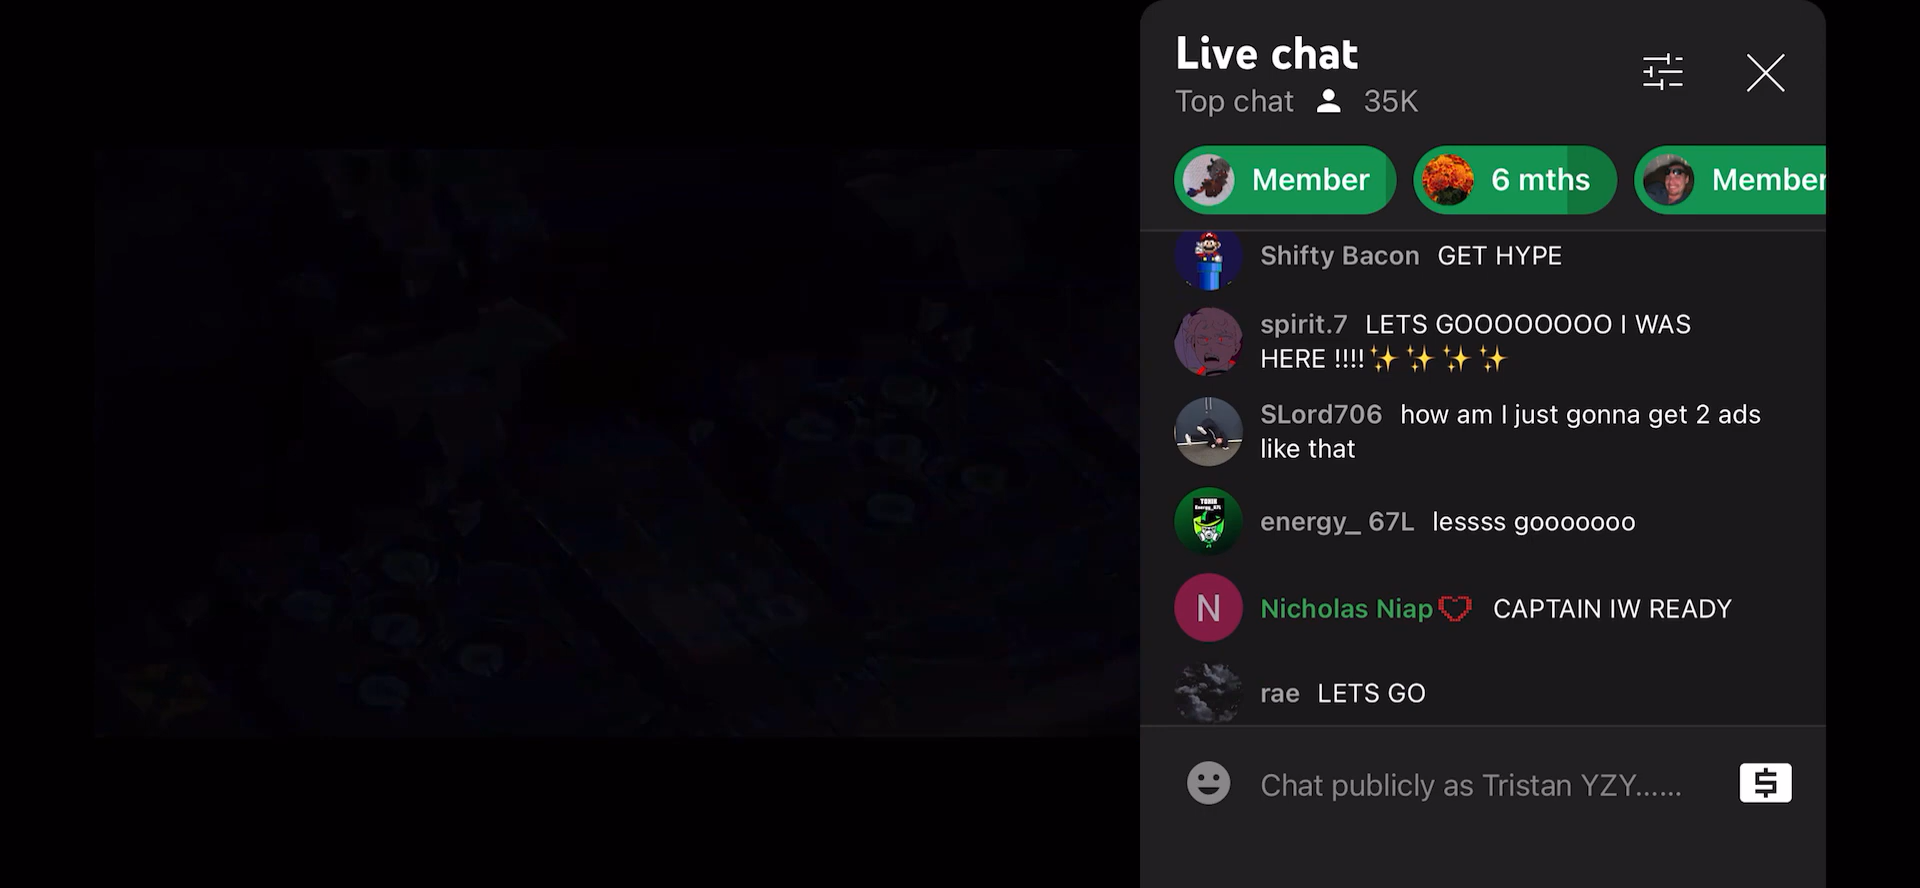 Live chat
Top chat 35K
Member 6 mths Member
Shifty Bacon GET HYPE
spirit.7 LETS GOOOOOOOO I WAS
HERE !!!!✨✨✨✨
SLord706 how am I just gonna get 2 ads
like that
TOXIN
Energy_67L
energy_ 67L lessss gooooooo
N Nicholas Niap CAPTAIN IW READY
rae LETS GO
Chat publicly as Tristan YZY...... $